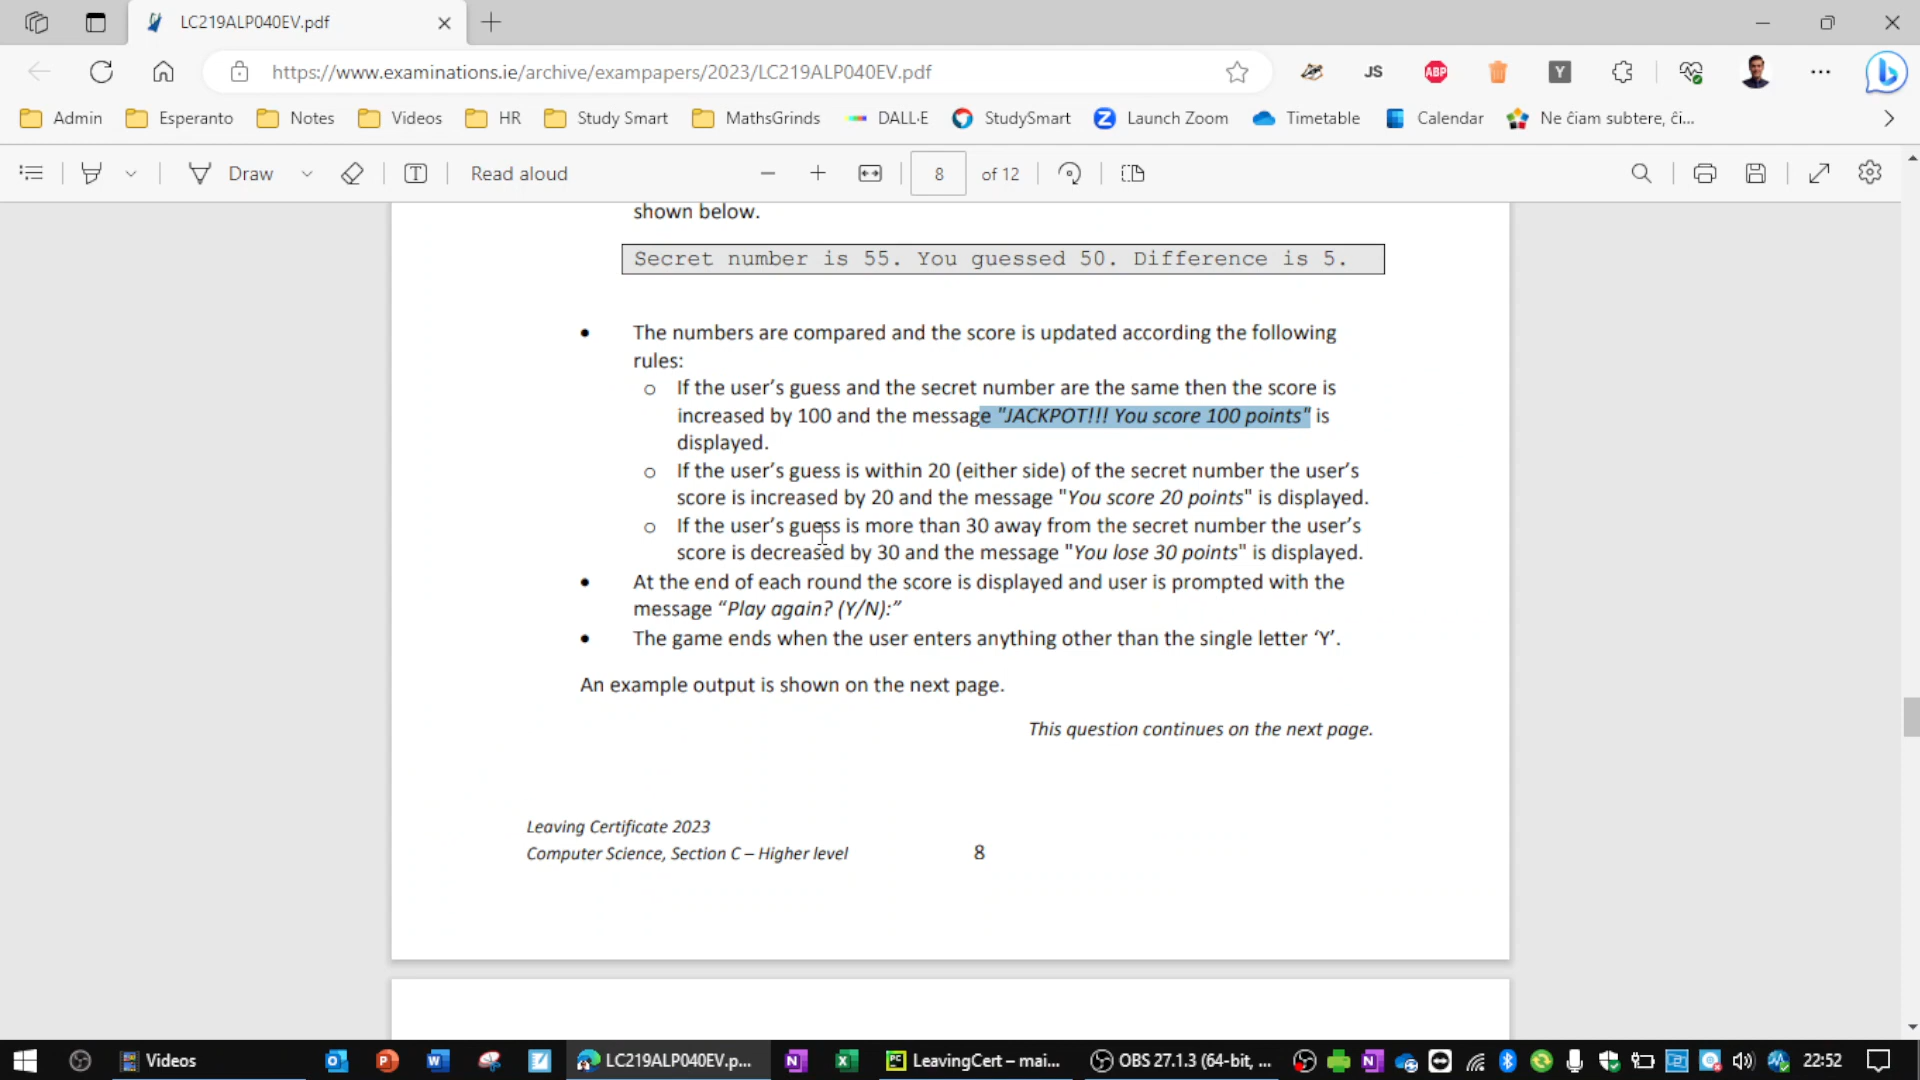 LC219ALP040EV.pdf
https://www.examinations.ie/archive/exampapers/2023/LC219ALP040EV.pdf
JS
ABP
Y
Admin
Esperanto
Notes
Videos
HR
Study Smart
MathsGrinds
DALL·E
StudySmart
Launch Zoom
Timetable
Calendar
Ne ĉiam subtere, ĉi...
Draw
Read aloud
8
of 12
shown below.
Secret number is 55. You guessed 50. Difference is 5.
• The numbers are compared and the score is updated according the following
rules:
o If the user’s guess and the secret number are the same then the score is
increased by 100 and the message "JACKPOT!!! You score 100 points" is
displayed.
o If the user’s guess is within 20 (either side) of the secret number the user’s
score is increased by 20 and the message "You score 20 points" is displayed.
o If the user’s guess is more than 30 away from the secret number the user’s
score is decreased by 30 and the message "You lose 30 points" is displayed.
• At the end of each round the score is displayed and user is prompted with the
message “Play again? (Y/N):”
• The game ends when the user enters anything other than the single letter ‘Y’.
An example output is shown on the next page.
This question continues on the next page.
Leaving Certificate 2023
Computer Science, Section C – Higher level
8
Videos
LC219ALP040EV.p...
LeavingCert – mai...
OBS 27.1.3 (64-bit, ...
22:52